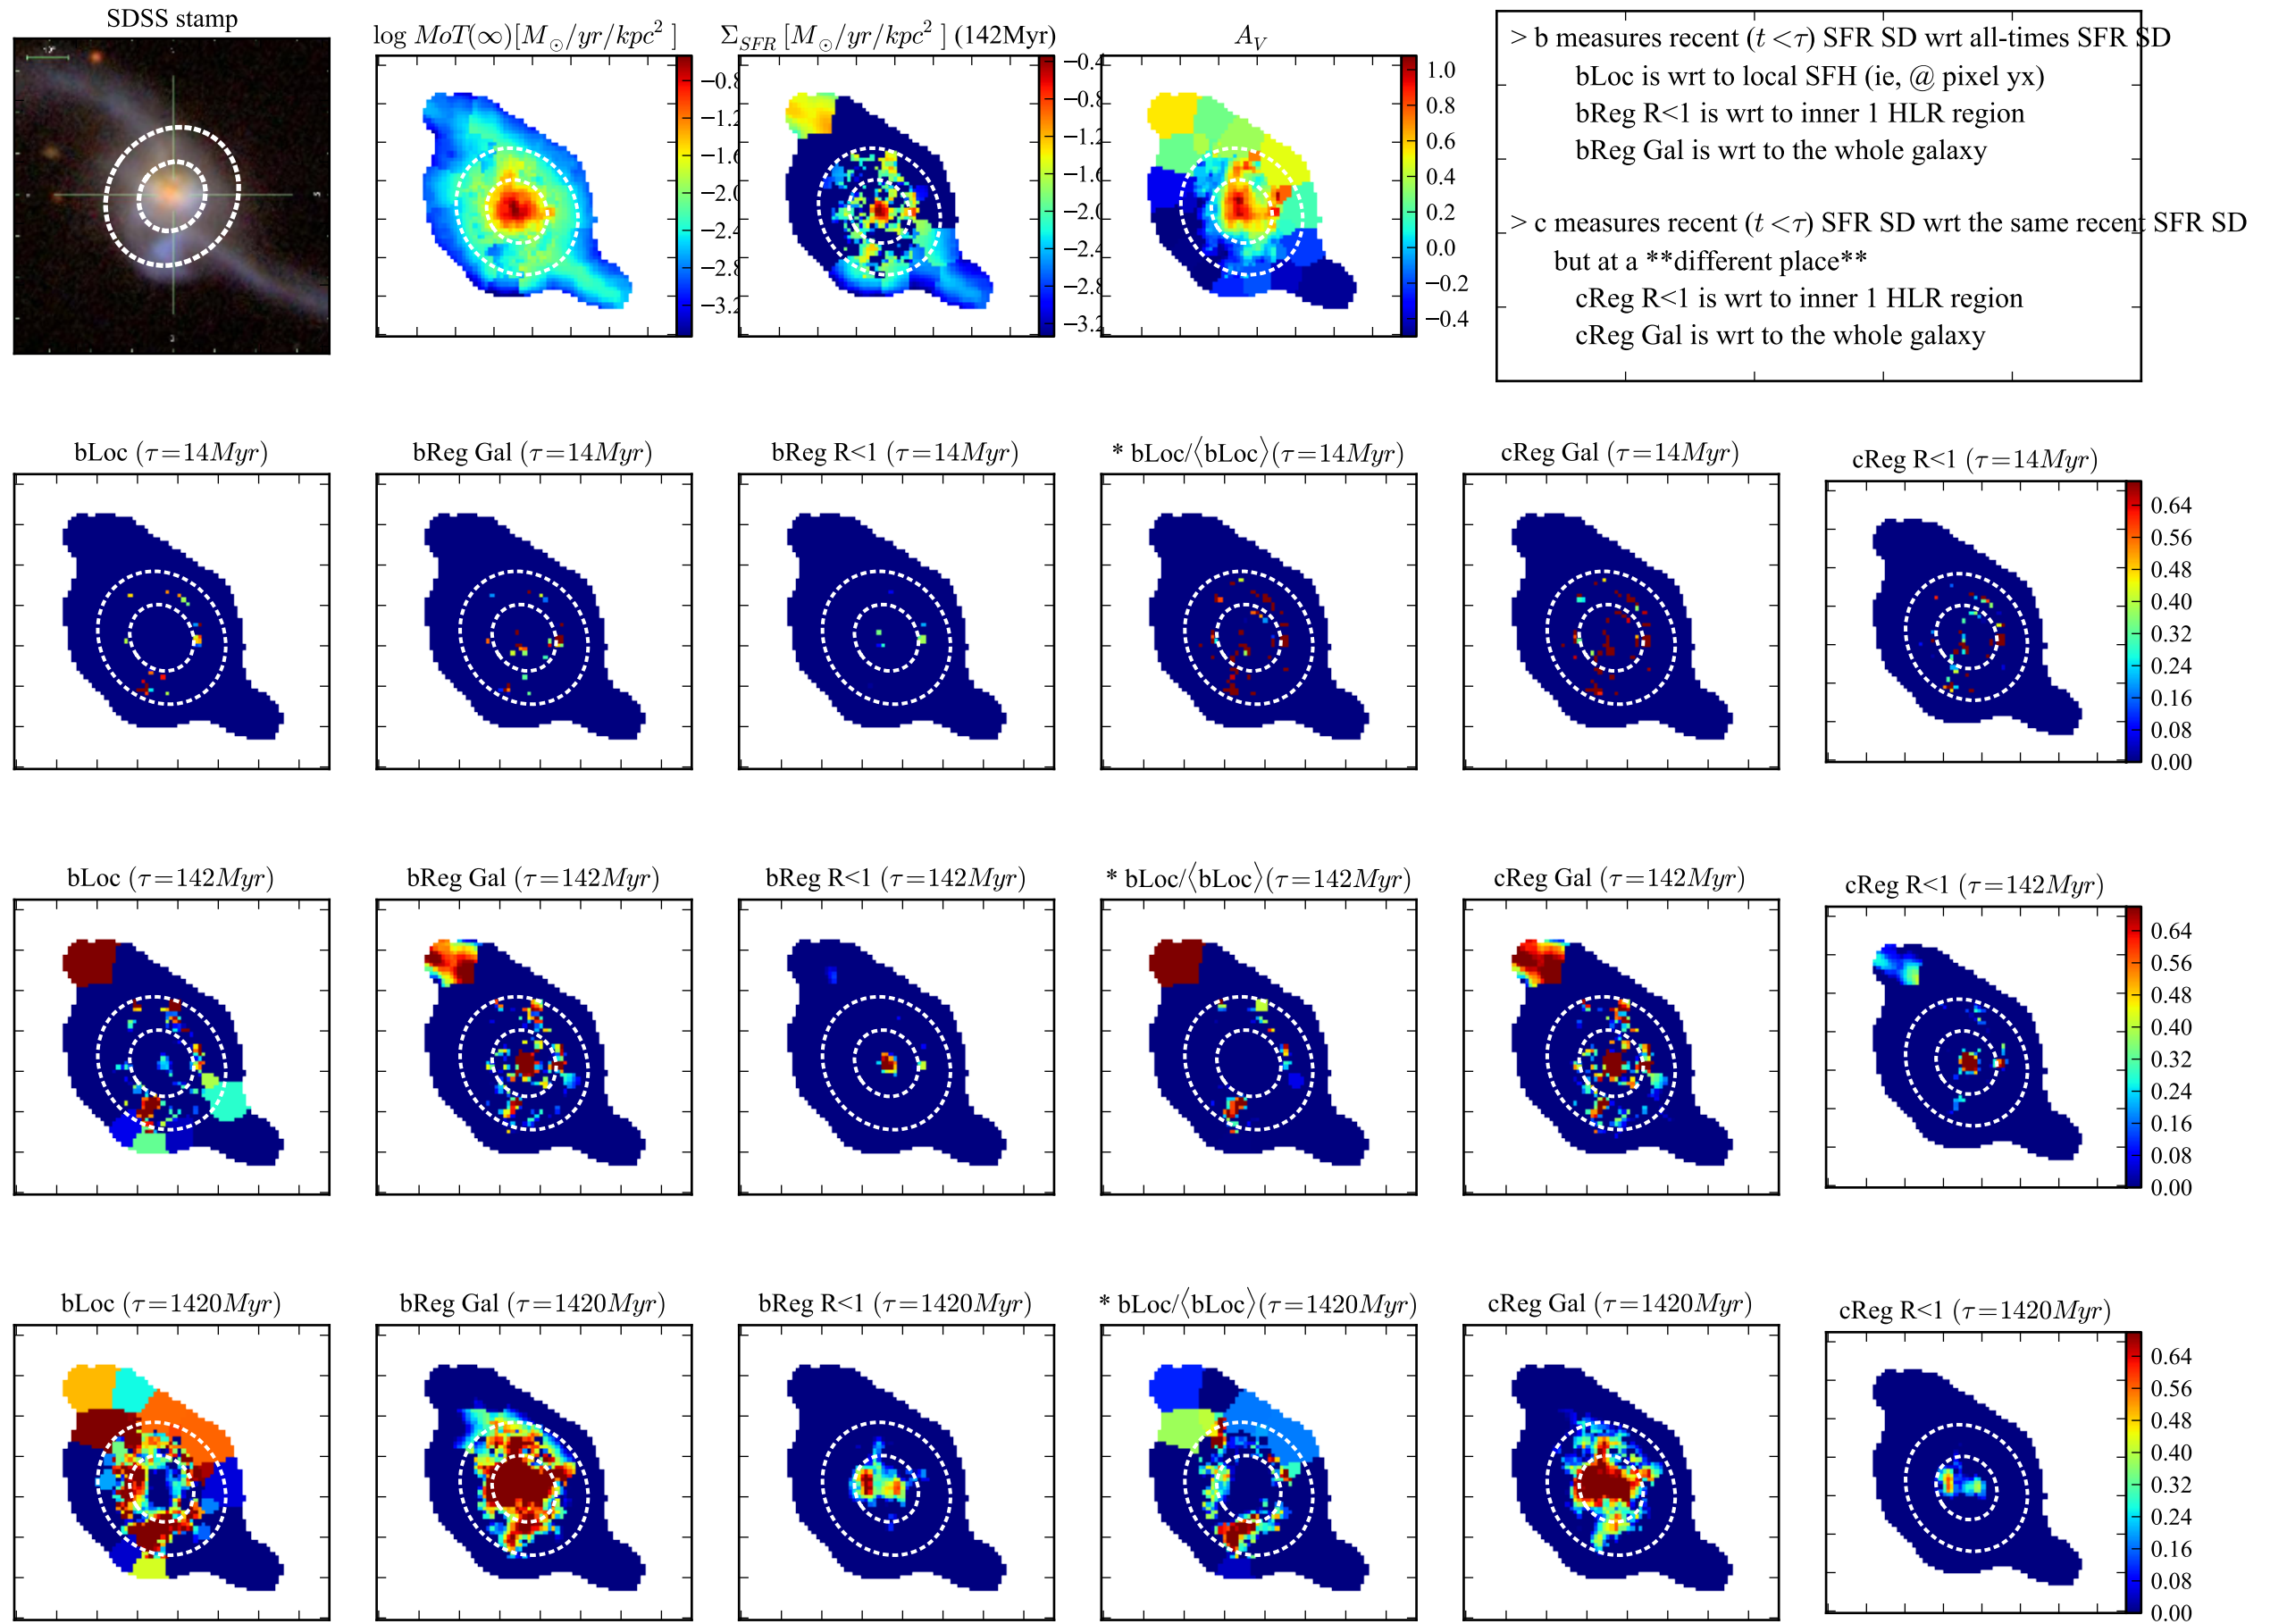 SDSS stamp
log MoT(∞)[M⊙/yr/kpc² ]
Σ_SFR [M⊙/yr/kpc² ] (142Myr)
A_V
−0.8
−1.2
−1.6
−2.0
−2.4
−2.8
−3.2
−0.4
−0.8
−1.2
−1.6
−2.0
−2.4
−2.8
−3.2
1.0
0.8
0.6
0.4
0.2
0.0
−0.2
−0.4
> b measures recent (t <τ) SFR SD wrt all-times SFR SD
bLoc is wrt to local SFH (ie, @ pixel yx)
bReg R<1 is wrt to inner 1 HLR region
bReg Gal is wrt to the whole galaxy
> c measures recent (t <τ) SFR SD wrt the same recent SFR SD
but at a **different place**
cReg R<1 is wrt to inner 1 HLR region
cReg Gal is wrt to the whole galaxy
bLoc (τ=14Myr)
bReg Gal (τ=14Myr)
bReg R<1 (τ=14Myr)
* bLoc/⟨bLoc⟩(τ=14Myr)
cReg Gal (τ=14Myr)
cReg R<1 (τ=14Myr)
0.64
0.56
0.48
0.40
0.32
0.24
0.16
0.08
0.00
bLoc (τ=142Myr)
bReg Gal (τ=142Myr)
bReg R<1 (τ=142Myr)
* bLoc/⟨bLoc⟩(τ=142Myr)
cReg Gal (τ=142Myr)
cReg R<1 (τ=142Myr)
0.64
0.56
0.48
0.40
0.32
0.24
0.16
0.08
0.00
bLoc (τ=1420Myr)
bReg Gal (τ=1420Myr)
bReg R<1 (τ=1420Myr)
* bLoc/⟨bLoc⟩(τ=1420Myr)
cReg Gal (τ=1420Myr)
cReg R<1 (τ=1420Myr)
0.64
0.56
0.48
0.40
0.32
0.24
0.16
0.08
0.00